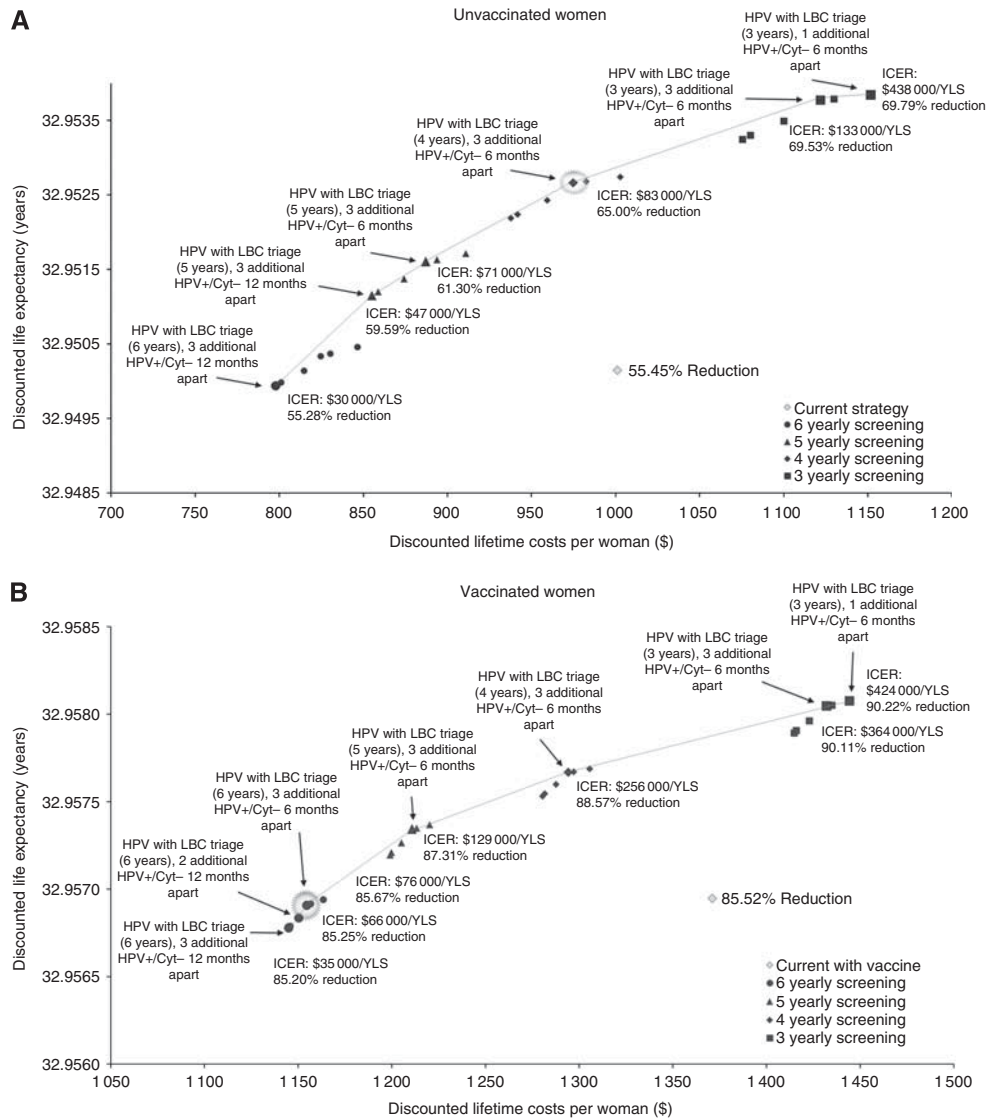 A
Unvaccinated women
HPV with LBC triage
(3 years), 1 additional
HPV+/Cyt– 6 months
apart
ICER:
$438 000/YLS
69.79% reduction
HPV with LBC triage
(3 years), 3 additional
HPV+/Cyt– 6 months
apart
ICER: $133 000/YLS
69.53% reduction
HPV with LBC triage
(4 years), 3 additional
HPV+/Cyt– 6 months
apart
ICER: $83 000/YLS
65.00% reduction
HPV with LBC triage
(5 years), 3 additional
HPV+/Cyt– 6 months
apart
ICER: $71 000/YLS
61.30% reduction
HPV with LBC triage
(5 years), 3 additional
HPV+/Cyt– 12 months
apart
ICER: $47 000/YLS
59.59% reduction
HPV with LBC triage
(6 years), 3 additional
HPV+/Cyt– 12 months
apart
ICER: $30 000/YLS
55.28% reduction
55.45% Reduction
Current strategy
6 yearly screening
5 yearly screening
4 yearly screening
3 yearly screening
Discounted life expectancy (years)
32.9535
32.9525
32.9515
32.9505
32.9495
32.9485
700 750 800 850 900 950 1 000 1 050 1 100 1 150 1 200
Discounted lifetime costs per woman ($)
B
Vaccinated women
HPV with LBC triage
(3 years), 1 additional
HPV+/Cyt– 6 months
apart
ICER:
$424 000/YLS
90.22% reduction
HPV with LBC triage
(3 years), 3 additional
HPV+/Cyt– 6 months
apart
ICER: $364 000/YLS
90.11% reduction
HPV with LBC triage
(4 years), 3 additional
HPV+/Cyt– 6 months
apart
ICER: $256 000/YLS
88.57% reduction
HPV with LBC triage
(5 years), 3 additional
HPV+/Cyt– 6 months
apart
ICER: $129 000/YLS
87.31% reduction
HPV with LBC triage
(6 years), 3 additional
HPV+/Cyt– 6 months
apart
ICER: $76 000/YLS
85.67% reduction
HPV with LBC triage
(6 years), 2 additional
HPV+/Cyt– 12 months
apart
ICER: $66 000/YLS
85.25% reduction
HPV with LBC triage
(6 years), 3 additional
HPV+/Cyt– 12 months
apart
ICER: $35 000/YLS
85.20% reduction
85.52% Reduction
Current with vaccine
6 yearly screening
5 yearly screening
4 yearly screening
3 yearly screening
Discounted life expectancy (years)
32.9585
32.9580
32.9575
32.9570
32.9565
32.9560
1 050 1 100 1 150 1 200 1 250 1 300 1 350 1 400 1 450 1 500
Discounted lifetime costs per woman ($)